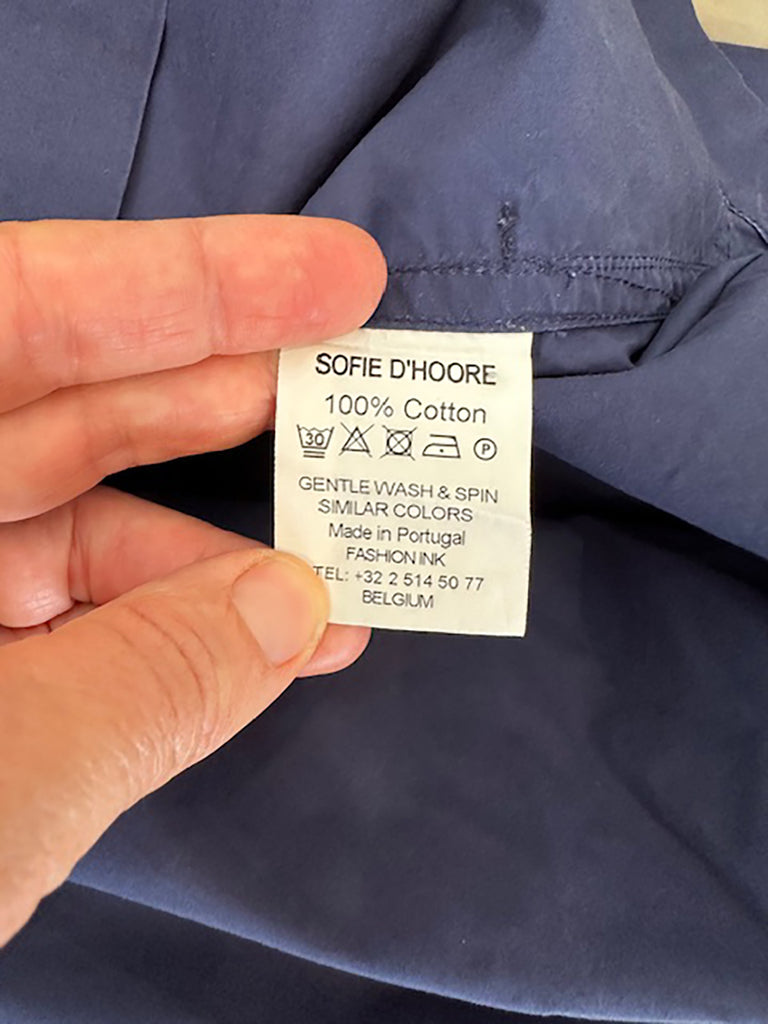 SOFIE D'HOORE
100% Cotton
30 P
GENTLE WASH & SPIN
SIMILAR COLORS
Made in Portugal
FASHION INK
TEL: +32 2 514 50 77
BELGIUM